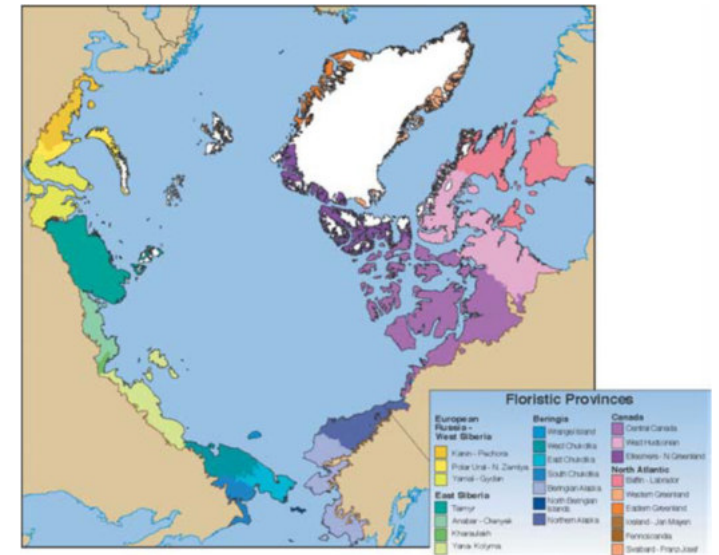 Floristic Provinces
European
Russia -
West Siberia
Kanin - Pechora
Polar Ural - N. Zemlya
Yamal - Gydan
East Siberia
Taimyr
Anabar - Olenyek
Kharaulakh
Yana- Kolyma
Beringia
Wrangel Island
West Chukotka
East Chukotka
South Chukotka
Beringian Alaska
North Beringian
Islands
Northern Alaska
Canada
Central Canada
West Hudsonian
Ellesmere - N Greenland
North Atlantic
Baffin - Labrador
Western Greenland
Eastern Greenland
Iceland - Jan Mayen
Fennoscandia
Svalbard - Franz Josef